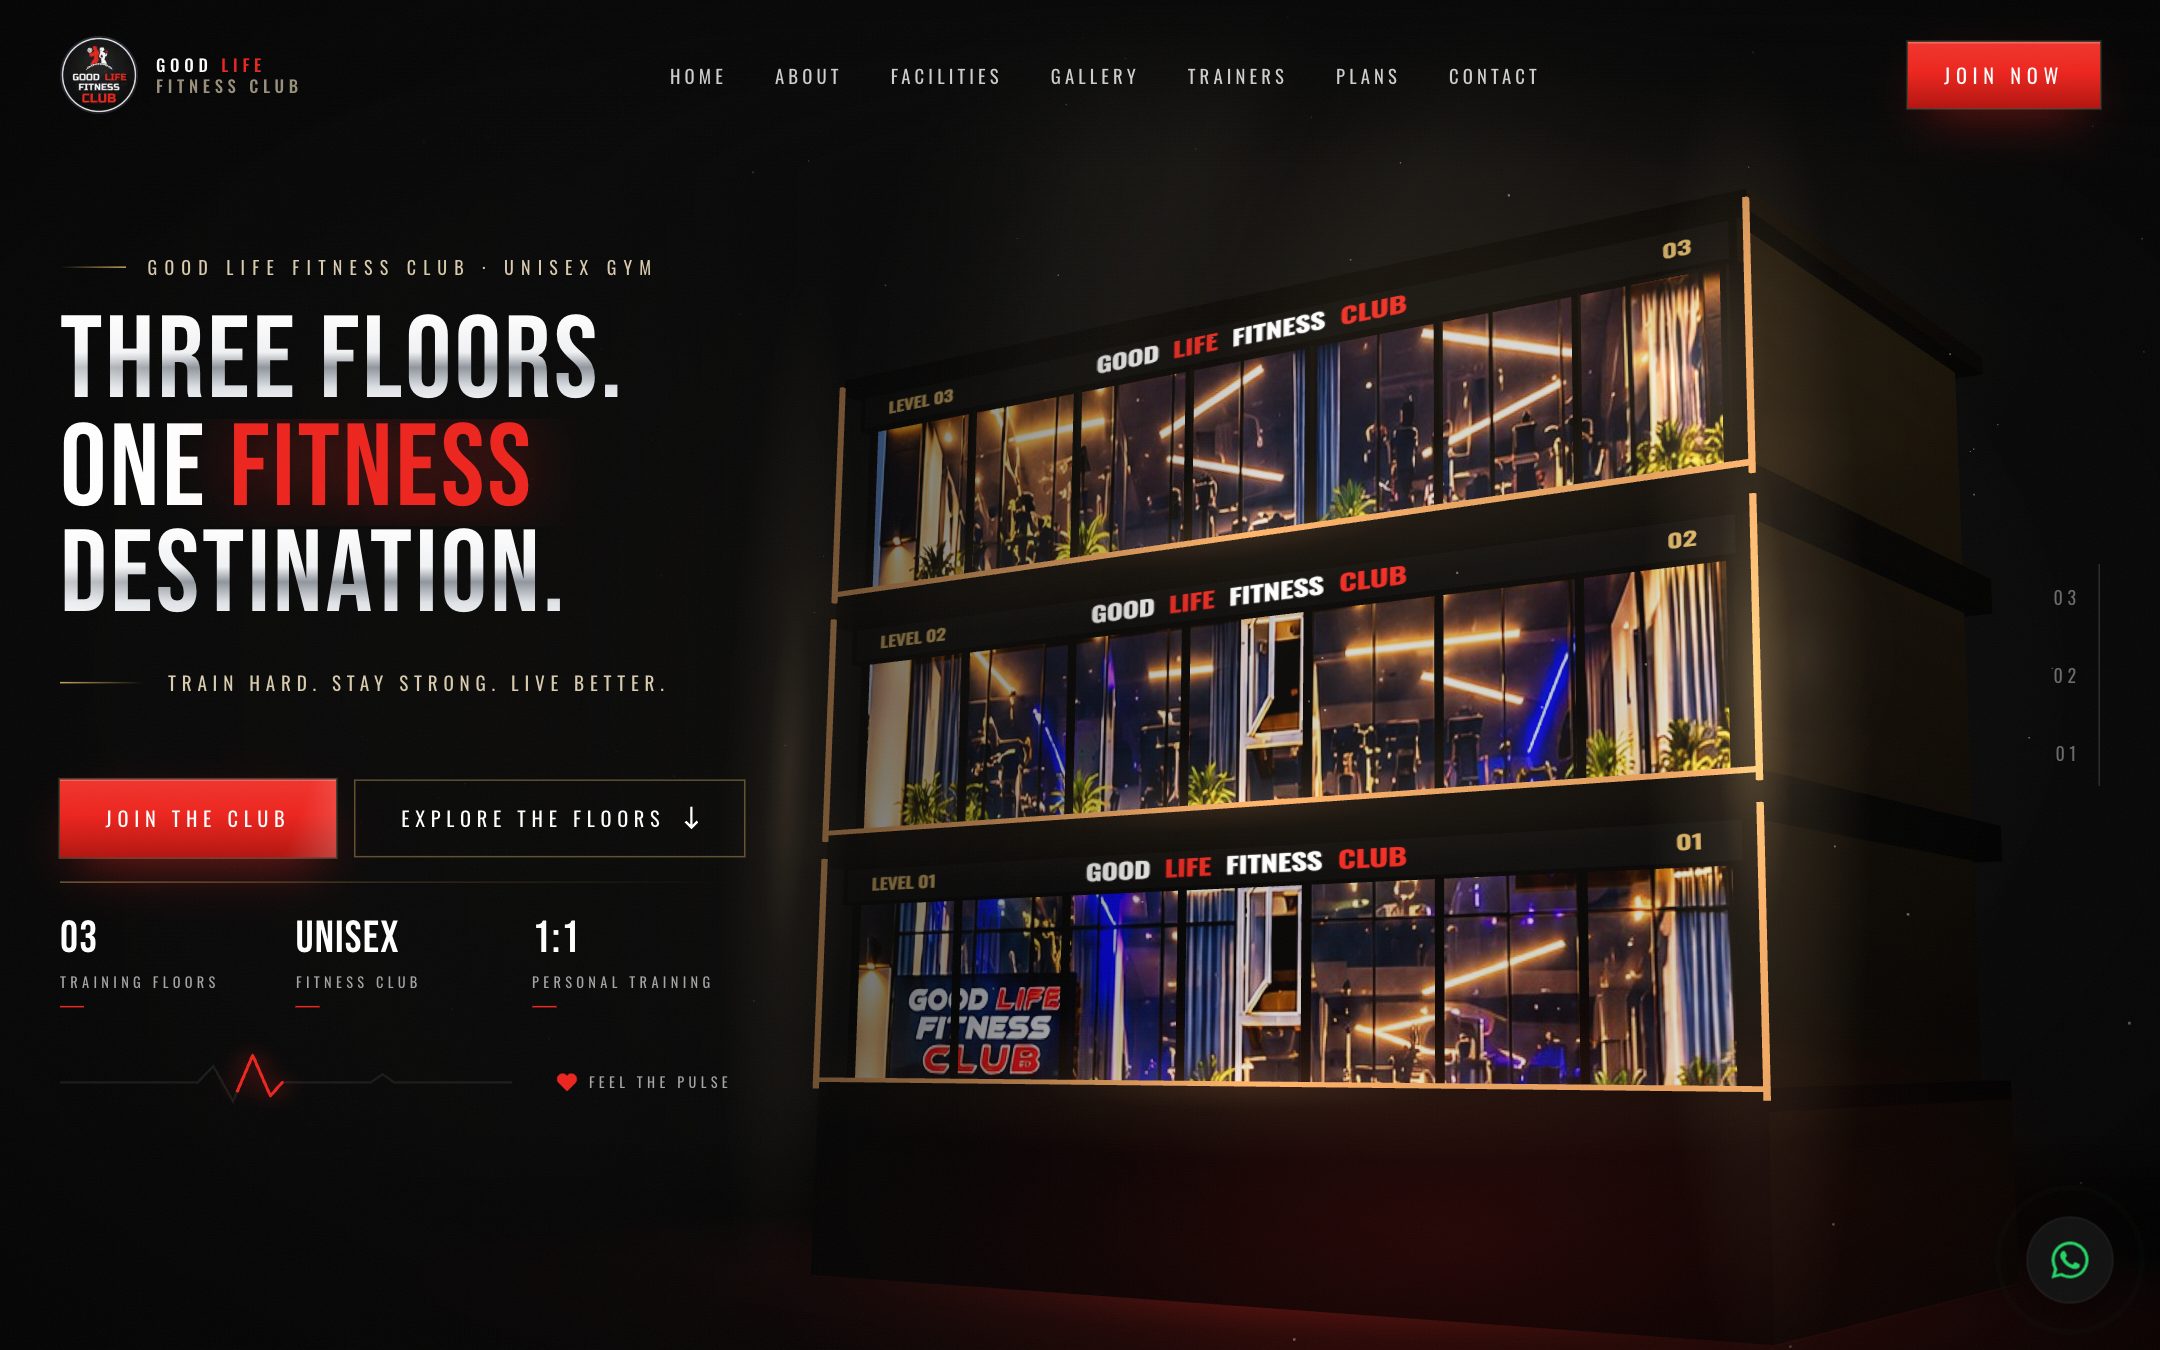 GOOD LIFE
FITNESS
CLUB
GOOD LIFE
FITNESS CLUB
HOME
ABOUT
FACILITIES
GALLERY
TRAINERS
PLANS
CONTACT
JOIN NOW
GOOD LIFE FITNESS CLUB · UNISEX GYM
THREE FLOORS.
ONE FITNESS
DESTINATION.
TRAIN HARD. STAY STRONG. LIVE BETTER.
JOIN THE CLUB
EXPLORE THE FLOORS ↓
03
TRAINING FLOORS
UNISEX
FITNESS CLUB
1:1
PERSONAL TRAINING
FEEL THE PULSE
LEVEL 03
GOOD LIFE FITNESS CLUB
03
LEVEL 02
GOOD LIFE FITNESS CLUB
02
LEVEL 01
GOOD LIFE FITNESS CLUB
01
GOOD LIFE
FITNESS
CLUB
03
02
01